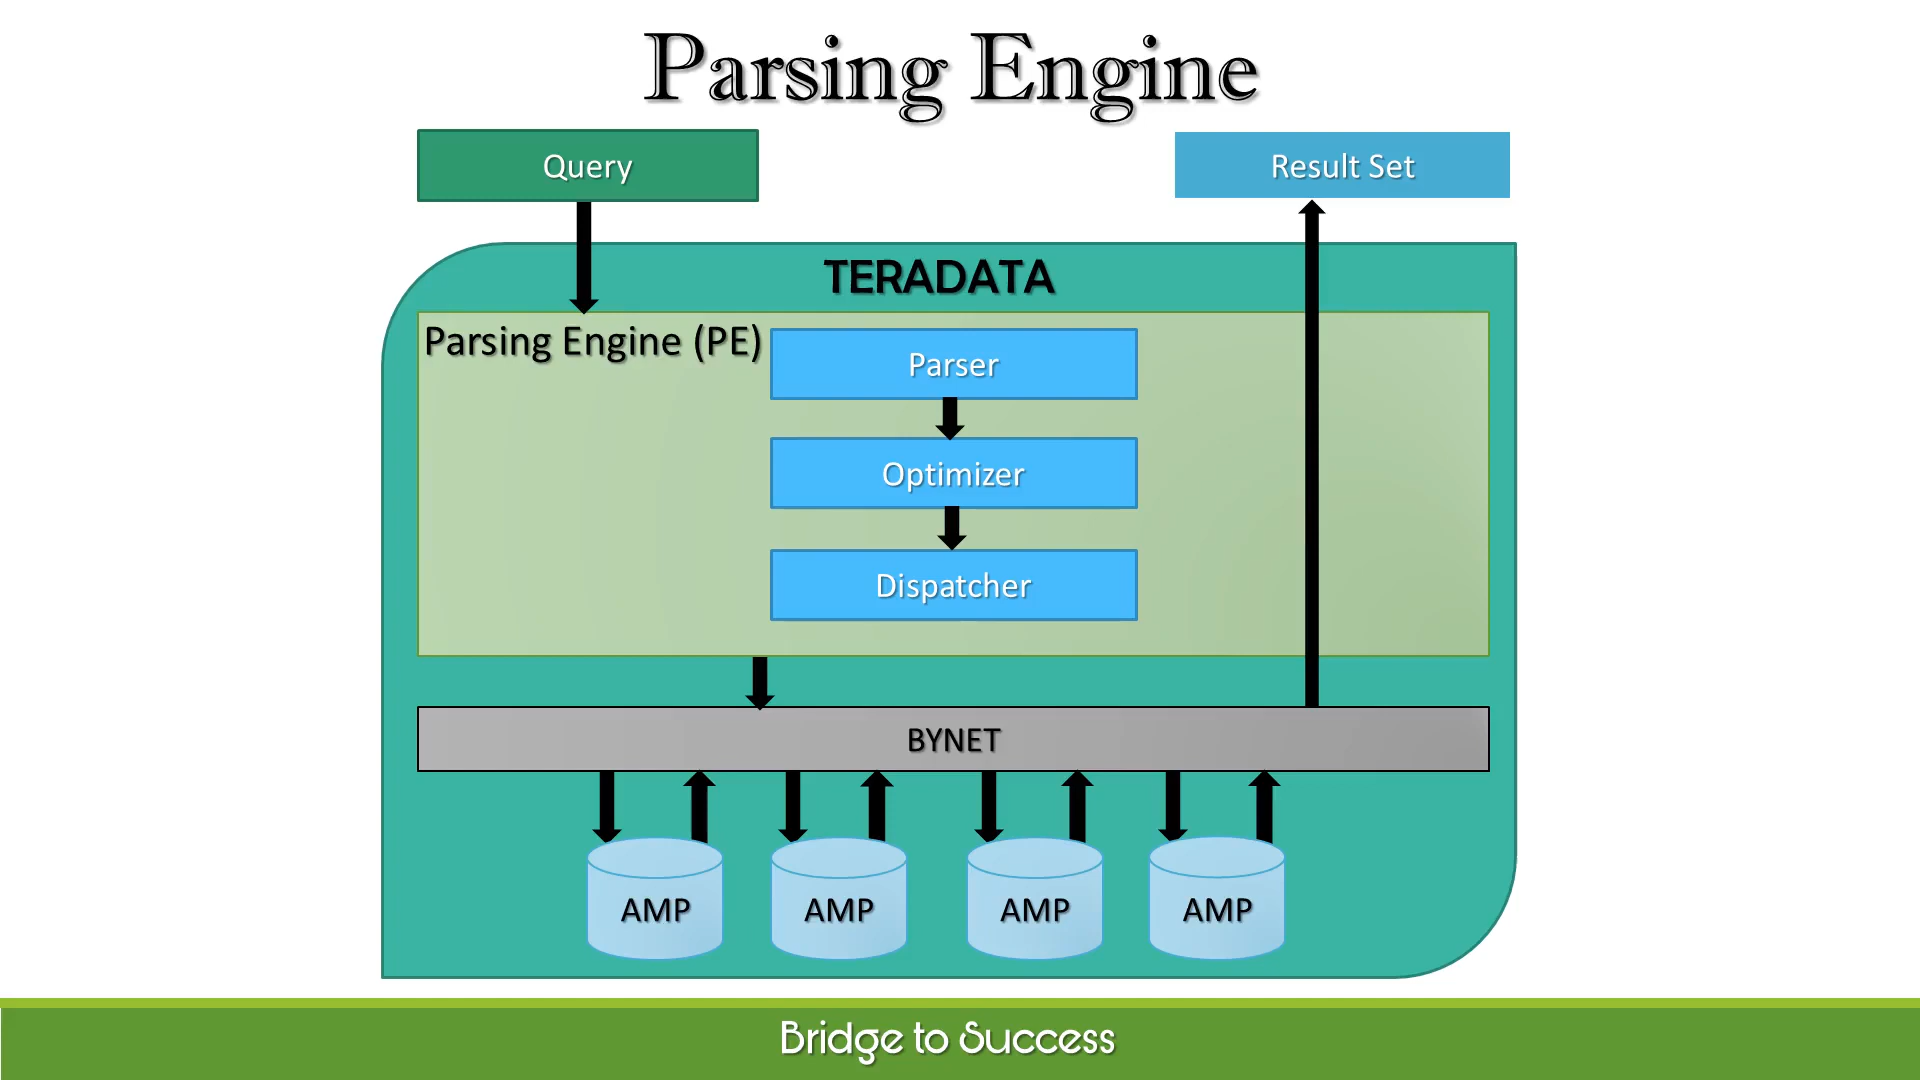 Parsing Engine
Query
Result Set
TERADATA
Parsing Engine (PE)
Parser
Optimizer
Dispatcher
BYNET
AMP
AMP
AMP
AMP
Bridge to Success